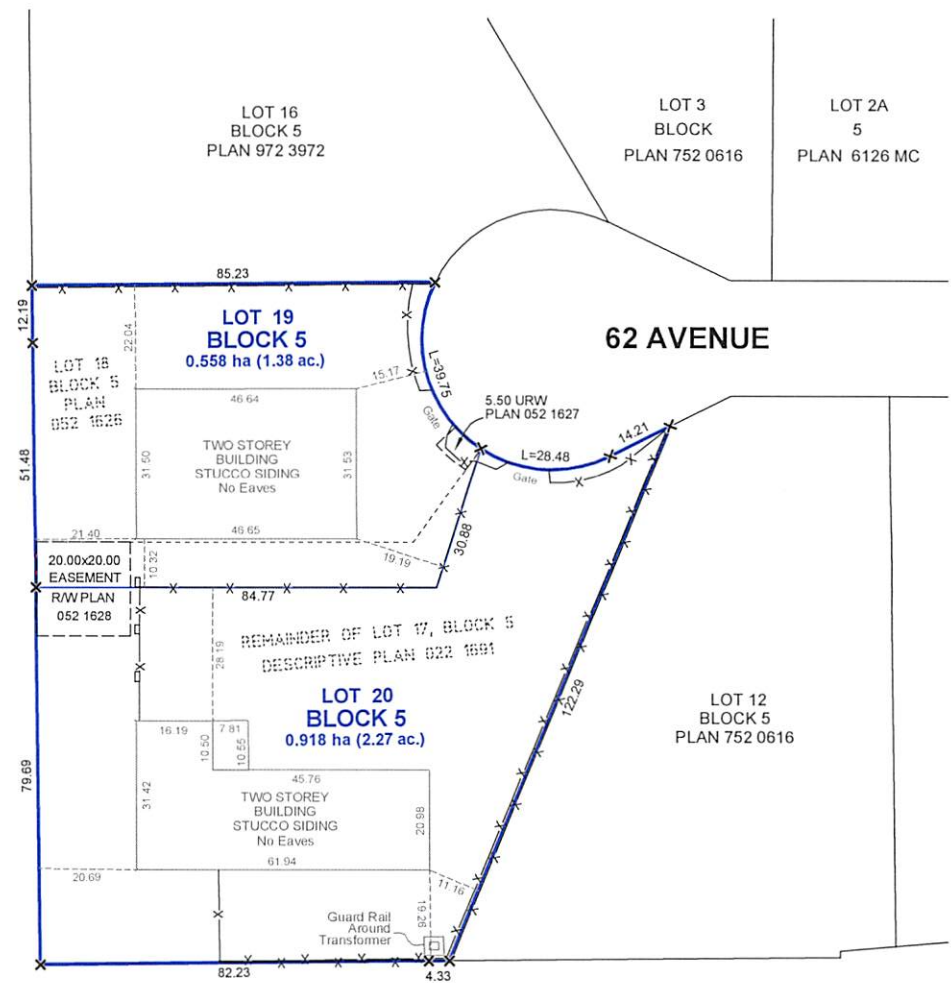 LOT 16
BLOCK 5
PLAN 972 3972
LOT 3
BLOCK
PLAN 752 0616
LOT 2A
5
PLAN 6126 MC
85.23
12.19
22.04
LOT 19
BLOCK 5
0.558 ha (1.38 ac.)
62 AVENUE
LOT 18
BLOCK 5
PLAN
052 1626
15.17
L=39.75
46.64
5.50 URW
PLAN 052 1627
Gate
14.21
L=28.48
Gate
TWO STOREY
BUILDING
STUCCO SIDING
No Eaves
31.50
31.53
51.48
46.65
21.40
19.19
30.88
10.32
20.00x20.00
EASEMENT
R/W PLAN
052 1628
84.77
28.19
REMAINDER OF LOT 17, BLOCK 5
DESCRIPTIVE PLAN 022 1691
LOT 20
BLOCK 5
0.918 ha (2.27 ac.)
122.29
LOT 12
BLOCK 5
PLAN 752 0616
16.19
7.81
10.50
10.55
45.76
79.69
31.42
TWO STOREY
BUILDING
STUCCO SIDING
No Eaves
20.98
61.94
20.69
11.16
19.26
Guard Rail
Around
Transformer
82.23
4.33